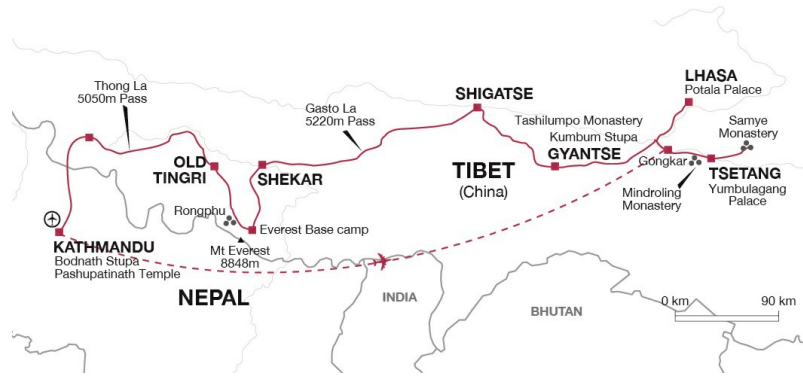 Thong La
5050m Pass
Gasto La
5220m Pass
SHIGATSE
LHASA
Potala Palace
Tashilumpo Monastery
Kumbum Stupa
GYANTSE
Samye
Monastery
OLD
TINGRI
SHEKAR
TIBET
(China)
Gongkar
TSETANG
Yumbulagang
Palace
Mindroling
Monastery
Rongphu
Everest Base camp
Mt Everest
8848m
KATHMANDU
Bodnath Stupa
Pashupatinath Temple
NEPAL
INDIA
BHUTAN
0 km
90 km